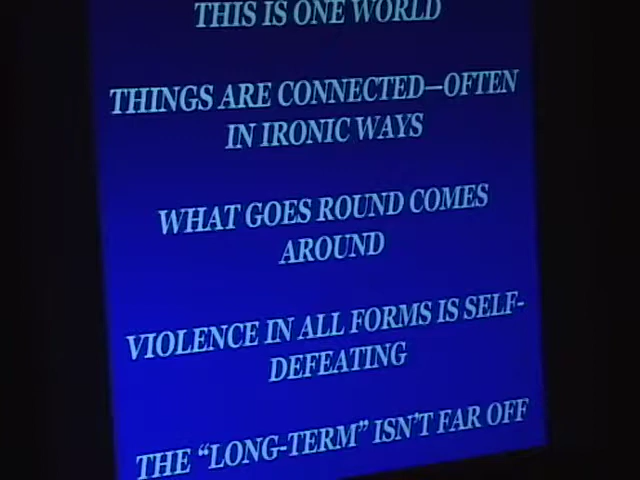 THIS IS ONE WORLD
THINGS ARE CONNECTED—OFTEN
IN IRONIC WAYS
WHAT GOES ROUND COMES
AROUND
VIOLENCE IN ALL FORMS IS SELF-
DEFEATING
THE “LONG-TERM” ISN'T FAR OFF